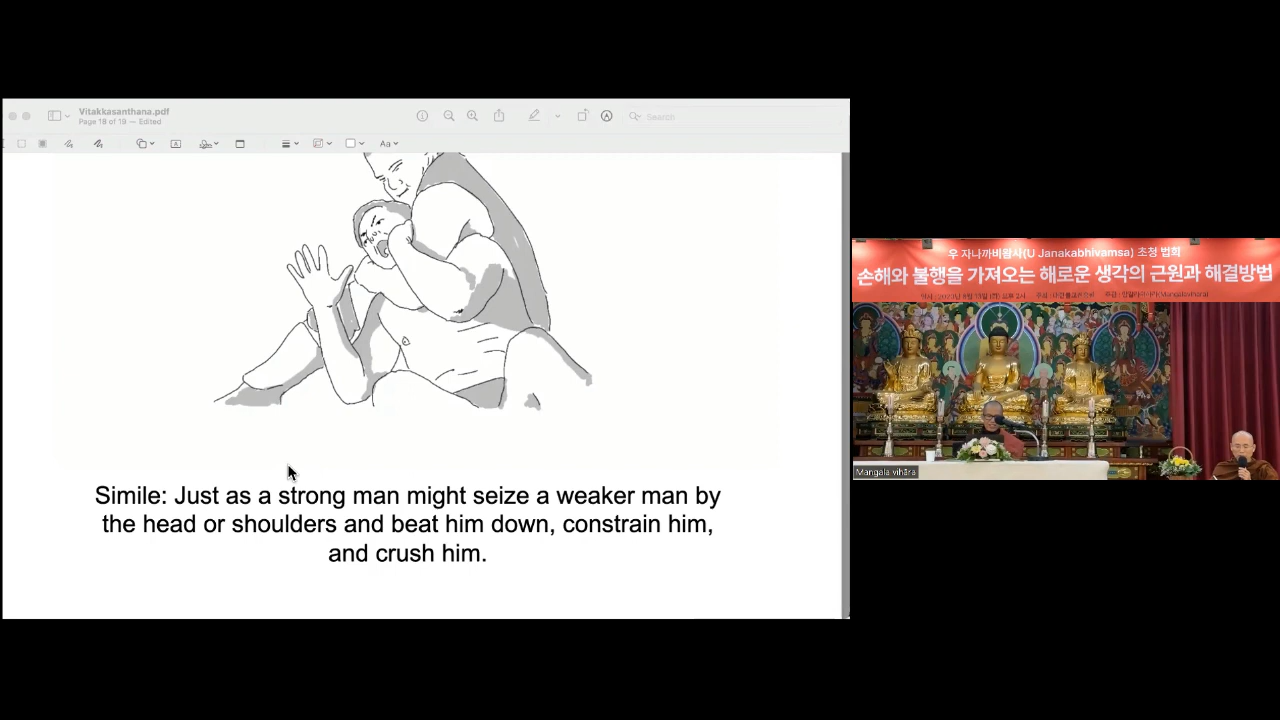 Vitakkasanthana.pdf
Page 18 of 19 — Edited
Search
Aa
Simile: Just as a strong man might seize a weaker man by
the head or shoulders and beat him down, constrain him,
and crush him.
우 자나까비왐사(U Janakabhivamsa) 초청 법회
손해와 불행을 가져오는 해로운 생각의 근원과 해결방법
Mangala vihāra